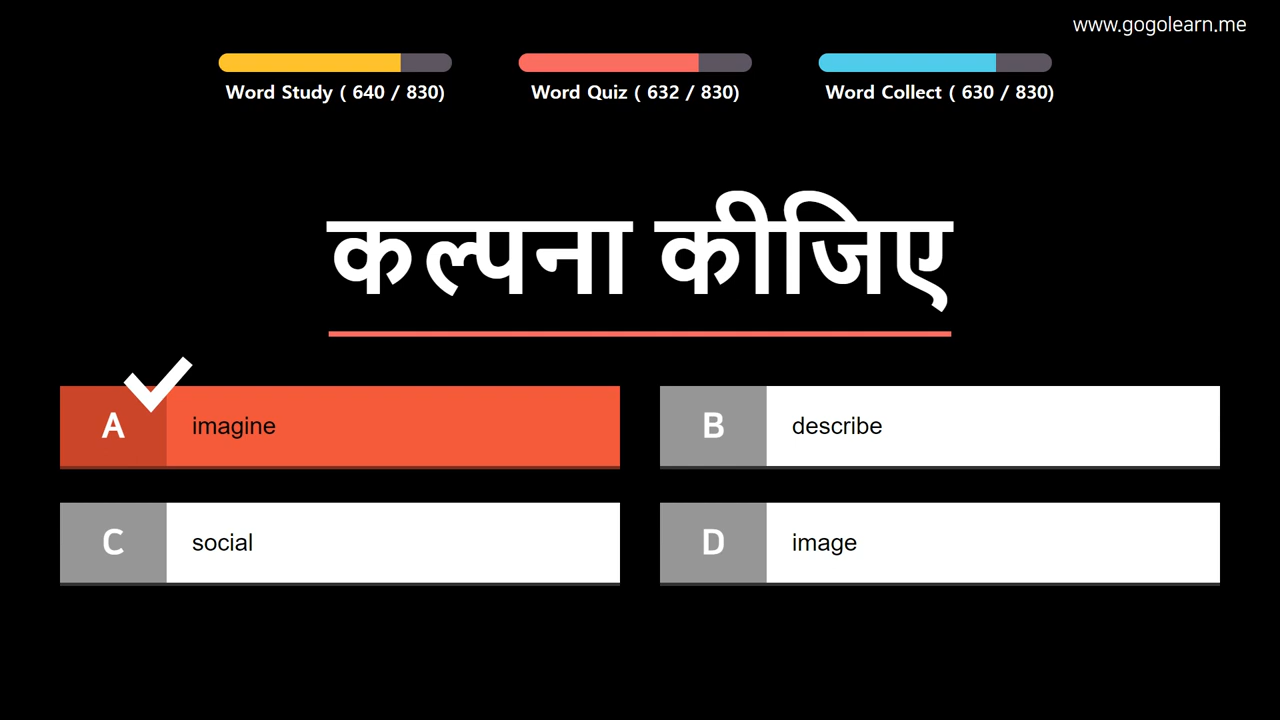 www.gogolearn.me
Word Study ( 640 / 830)
Word Quiz ( 632 / 830)
Word Collect ( 630 / 830)
कल्पना कीजिए
A imagine
B describe
C social
D image